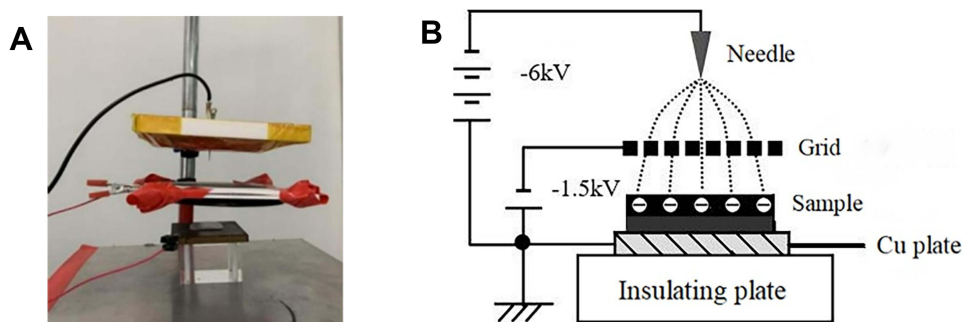 A
B
-6kV
Needle
Grid
-1.5kV
Sample
Cu plate
Insulating plate